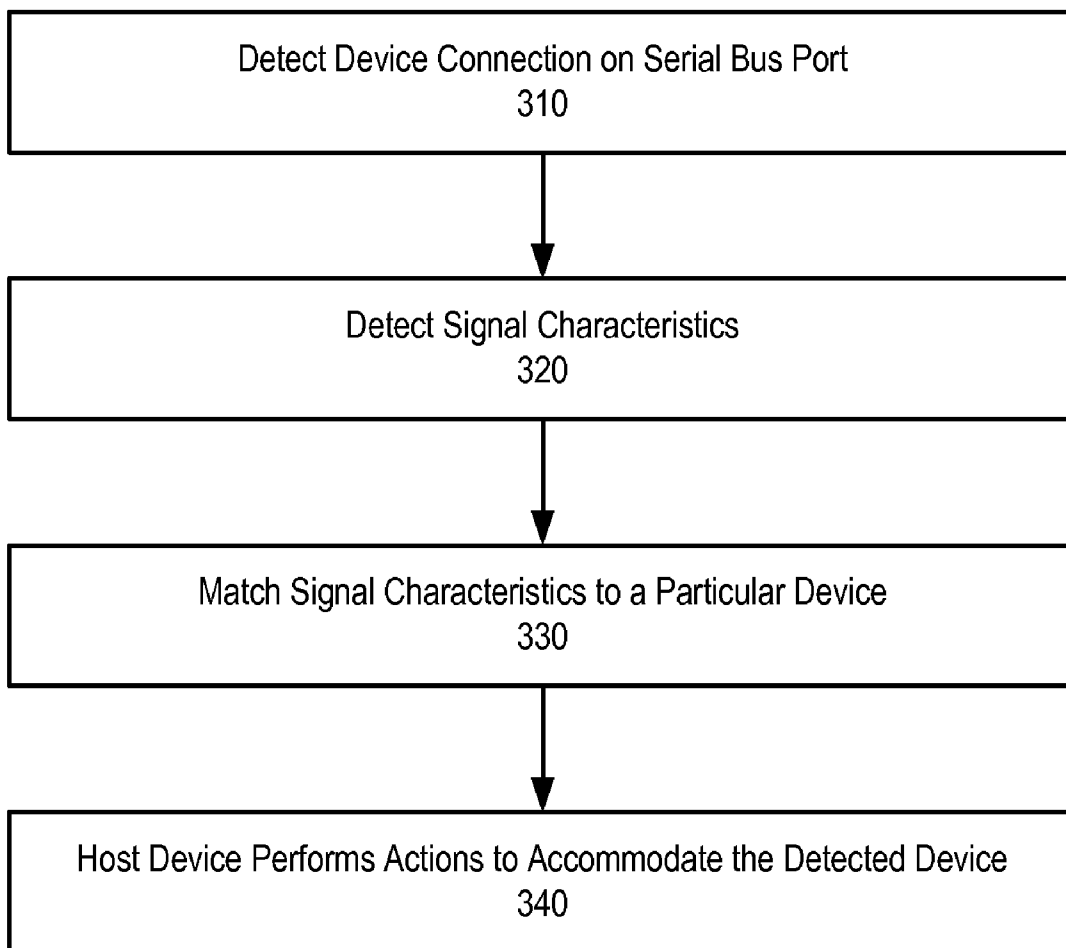 Detect Device Connection on Serial Bus Port
310
Detect Signal Characteristics
320
Match Signal Characteristics to a Particular Device
330
Host Device Performs Actions to Accommodate the Detected Device
340